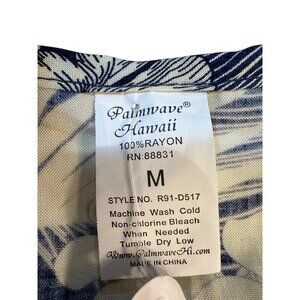 Palmwave®
Hawaii
100%RAYON
RN:88831
M
STYLE NO. R91-D517
Machine Wash Cold
Non-chlorine Bleach
When Needed
Tumble Dry Low
Www.PalmwaveHi.com
MADE IN CHINA